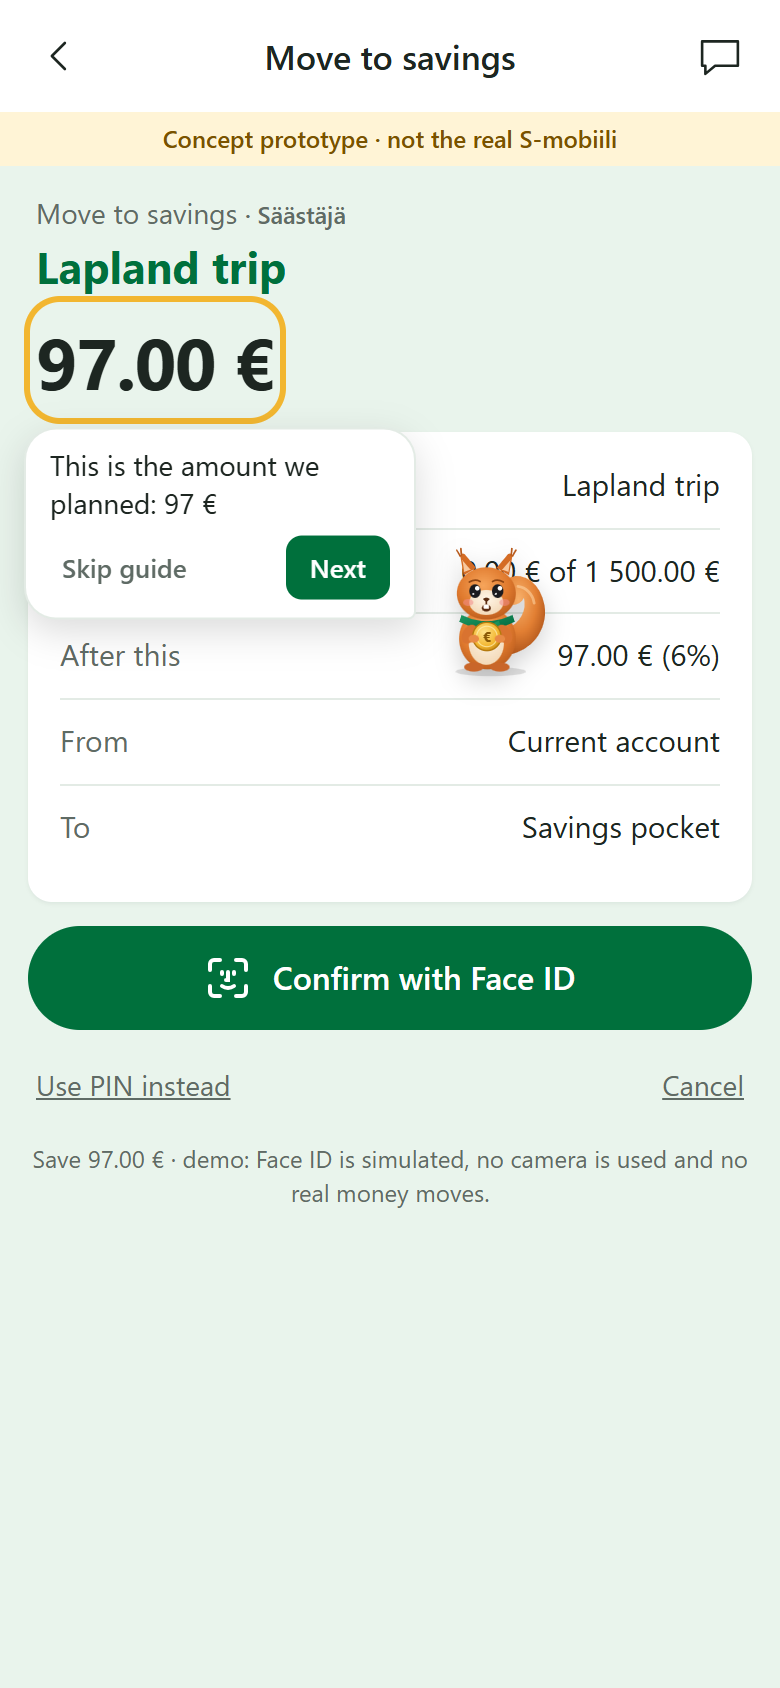 Move to savings
Concept prototype · not the real S-mobiili
Move to savings · Säästäjä
Lapland trip
97.00 €
This is the amount we
planned: 97 €
Skip guide
Next
Lapland trip
€ of 1 500.00 €
After this
97.00 € (6%)
From
Current account
To
Savings pocket
Confirm with Face ID
Use PIN instead
Cancel
Save 97.00 € · demo: Face ID is simulated, no camera is used and no
real money moves.